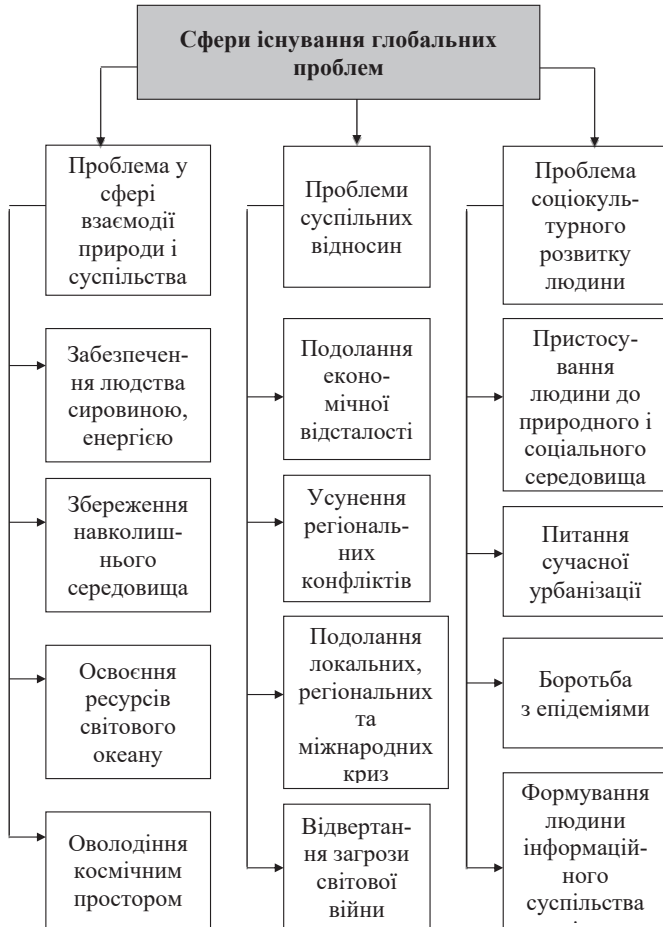 Сфери існування глобальних
проблем
Проблема у
сфері
взаємодії
природи і
суспільства
Забезпечен-
ня людства
сировиною,
енергією
Збереження
навколиш-
нього
середовища
Освоєння
ресурсів
світового
океану
Оволодіння
космічним
простором
Проблеми
суспільних
відносин
Подолання
еконо-
мічної
відсталості
Усунення
регіональ-
них
конфліктів
Подолання
локальних,
регіональних
та
міжнародних
криз
Відвертан-
ня загрози
світової
війни
Проблема
соціокуль-
турного
розвитку
людини
Пристосу-
вання
людини до
природного і
соціального
середовища
Питання
сучасної
урбанізації
Боротьба
з епідеміями
Формування
людини
інформацій-
ного
суспільства